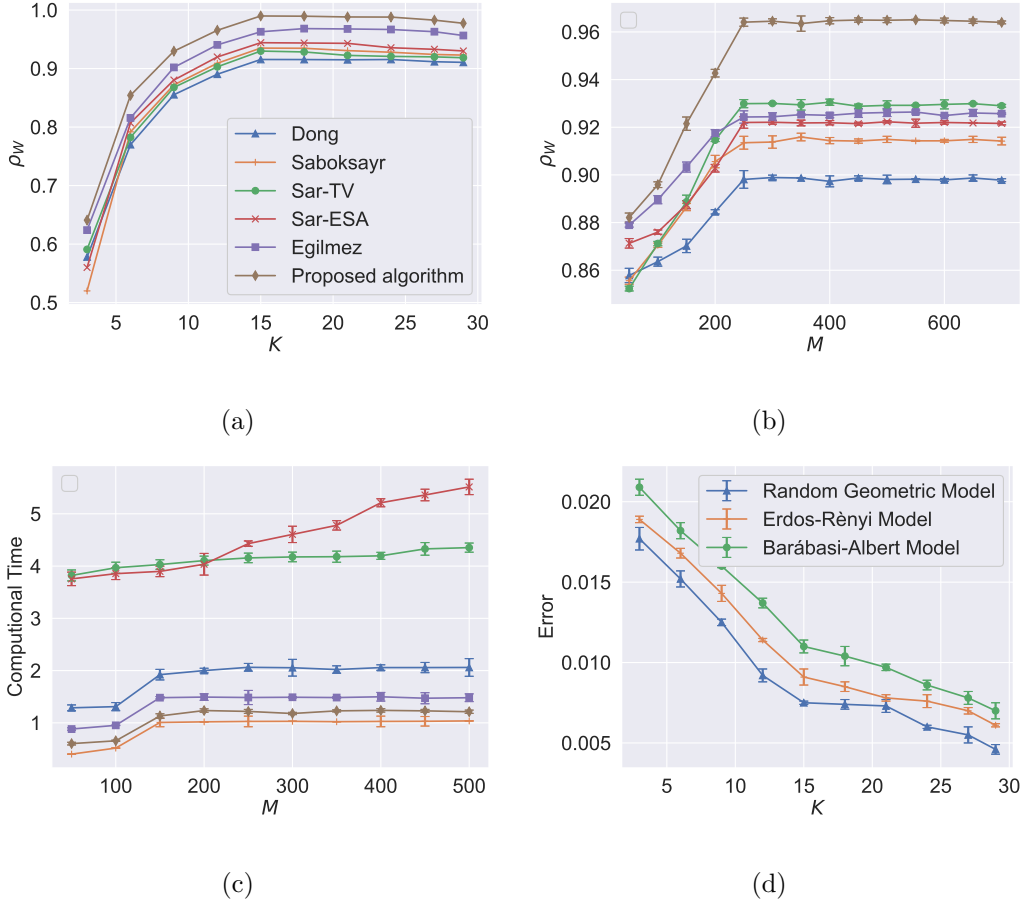 1.0
0.9
0.8
0.7
0.6
0.5
ρW
5
10
15
20
25
30
K
Dong
Saboksayr
Sar-TV
Sar-ESA
Egilmez
Proposed algorithm
(a)
0.96
0.94
0.92
0.90
0.88
0.86
ρW
200
400
600
M
(b)
5
4
3
2
1
Computional Time
100
200
300
400
500
M
(c)
0.020
0.015
0.010
0.005
Error
5
10
15
20
25
30
K
Random Geometric Model
Erdos-Rènyi Model
Barábasi-Albert Model
(d)